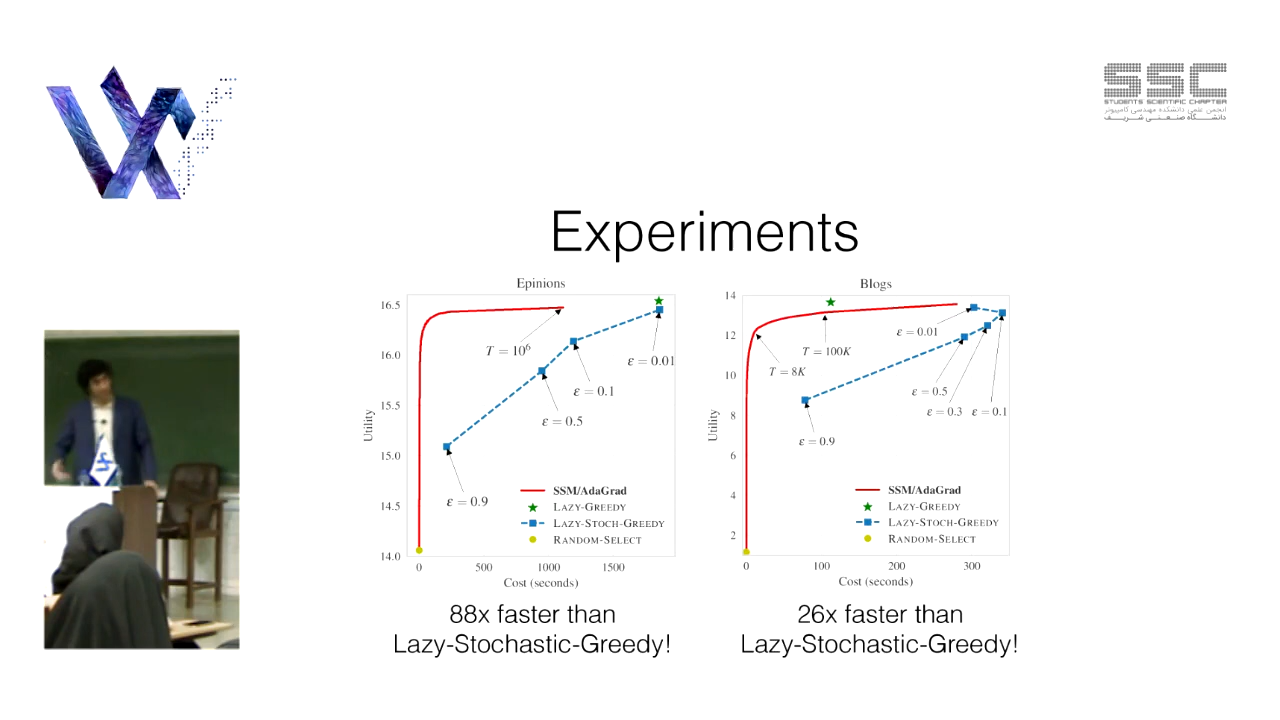 SSC
STUDENTS SCIENTIFIC CHAPTER
انجمن علمی دانشکده مهندسی کامپیوتر
دانشگاه صنعتی شریف
Experiments
Epinions
16.5
16.0
15.5
15.0
14.5
14.0
Utility
0 500 1000 1500
Cost (seconds)
T = 10⁶
ε = 0.01
ε = 0.1
ε = 0.5
ε = 0.9
SSM/AdaGrad
LAZY-GREEDY
LAZY-STOCH-GREEDY
RANDOM-SELECT
88x faster than
Lazy-Stochastic-Greedy!
Blogs
14
12
10
8
6
4
2
Utility
0 100 200 300
Cost (seconds)
ε = 0.01
T = 100K
T = 8K
ε = 0.5
ε = 0.3 ε = 0.1
ε = 0.9
SSM/AdaGrad
LAZY-GREEDY
LAZY-STOCH-GREEDY
RANDOM-SELECT
26x faster than
Lazy-Stochastic-Greedy!